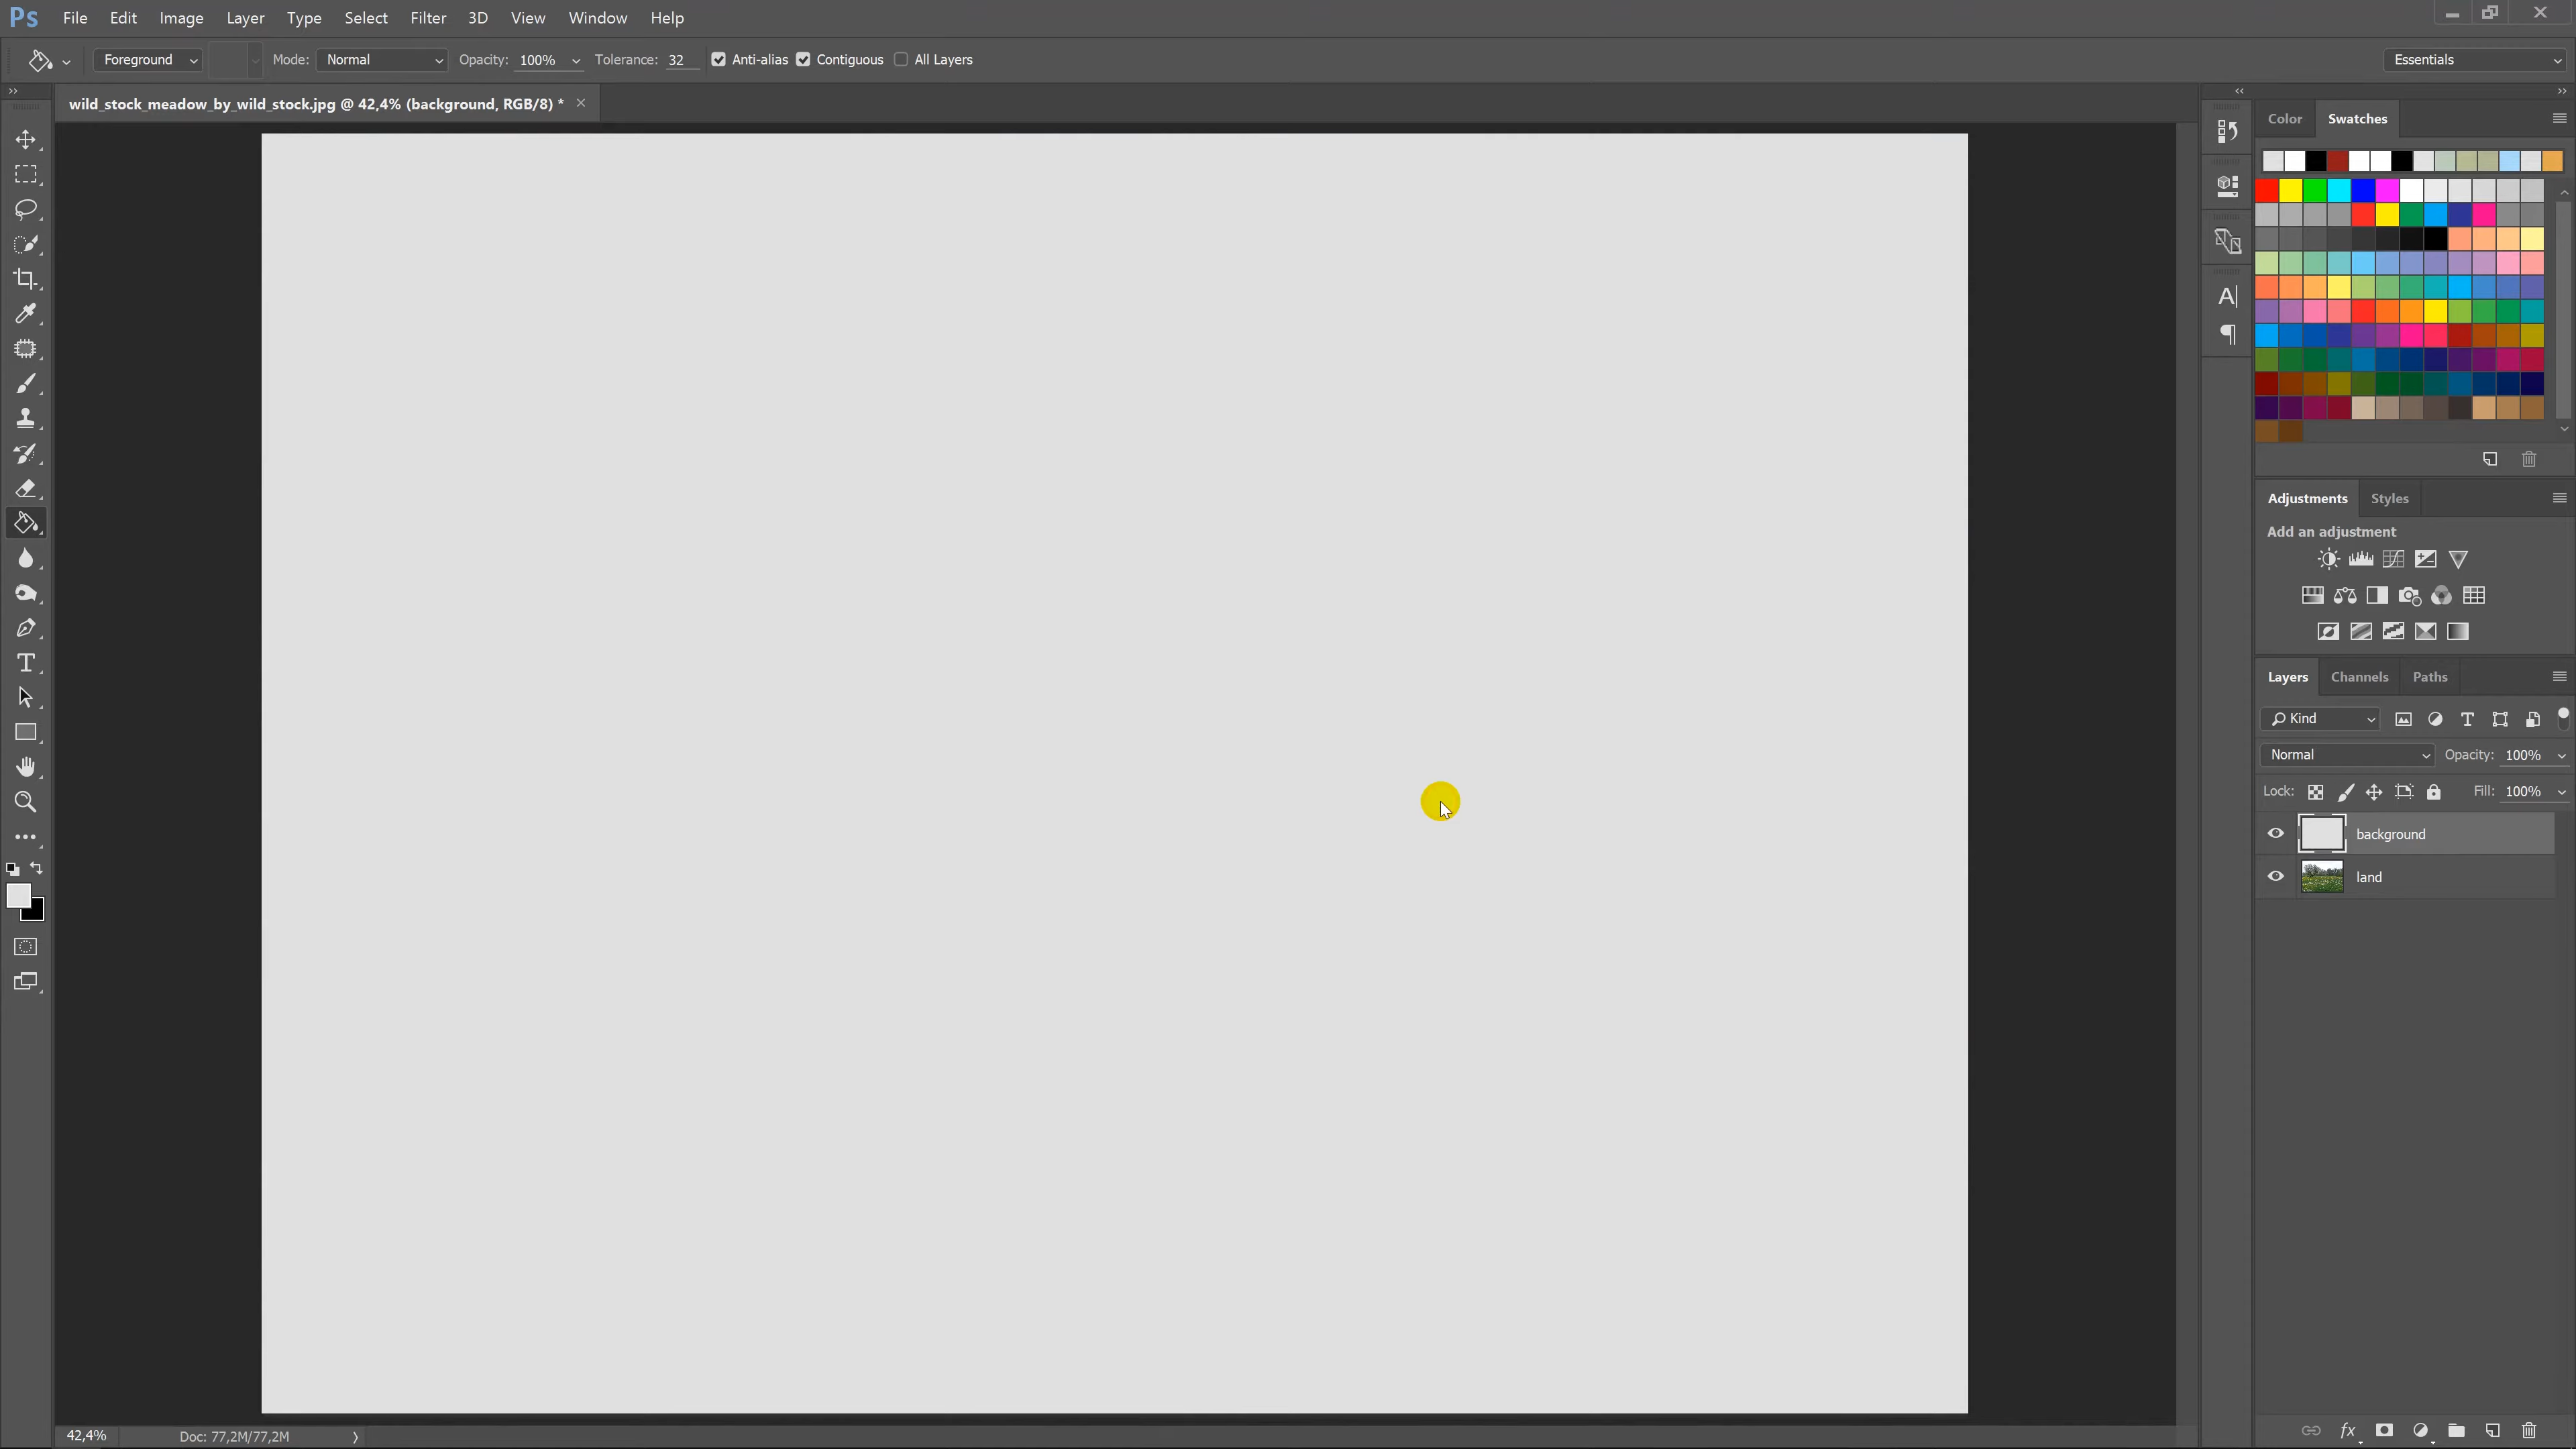 Ps File Edit Image Layer Type Select Filter 3D View Window Help
Foreground Mode: Normal Opacity: 100% Tolerance: 32 Anti-alias Contiguous All Layers Essentials
wild_stock_meadow_by_wild_stock.jpg @ 42,4% (background, RGB/8) *
Color Swatches
Adjustments Styles
Add an adjustment
Layers Channels Paths
Kind
Normal Opacity: 100%
Lock: Fill: 100%
background
land
42,4% Doc: 77,2M/77,2M
fx